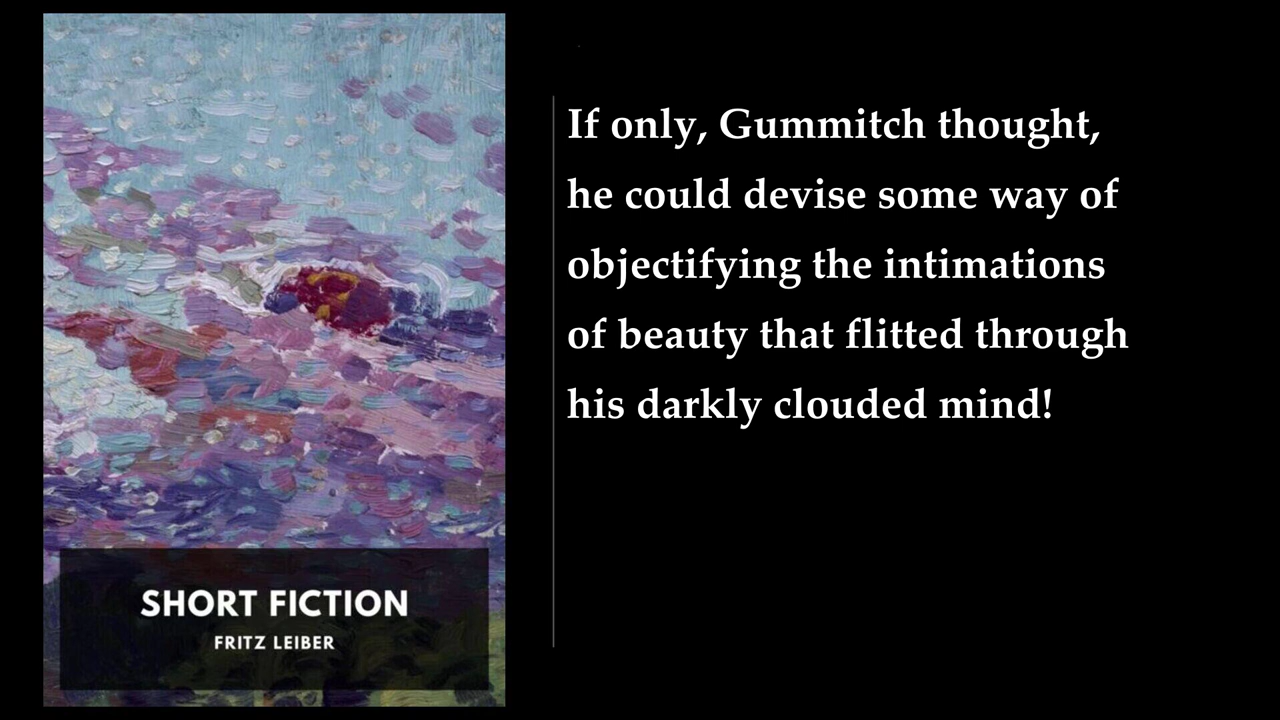 SHORT FICTION
FRITZ LEIBER
If only, Gummitch thought,
he could devise some way of
objectifying the intimations
of beauty that flitted through
his darkly clouded mind!